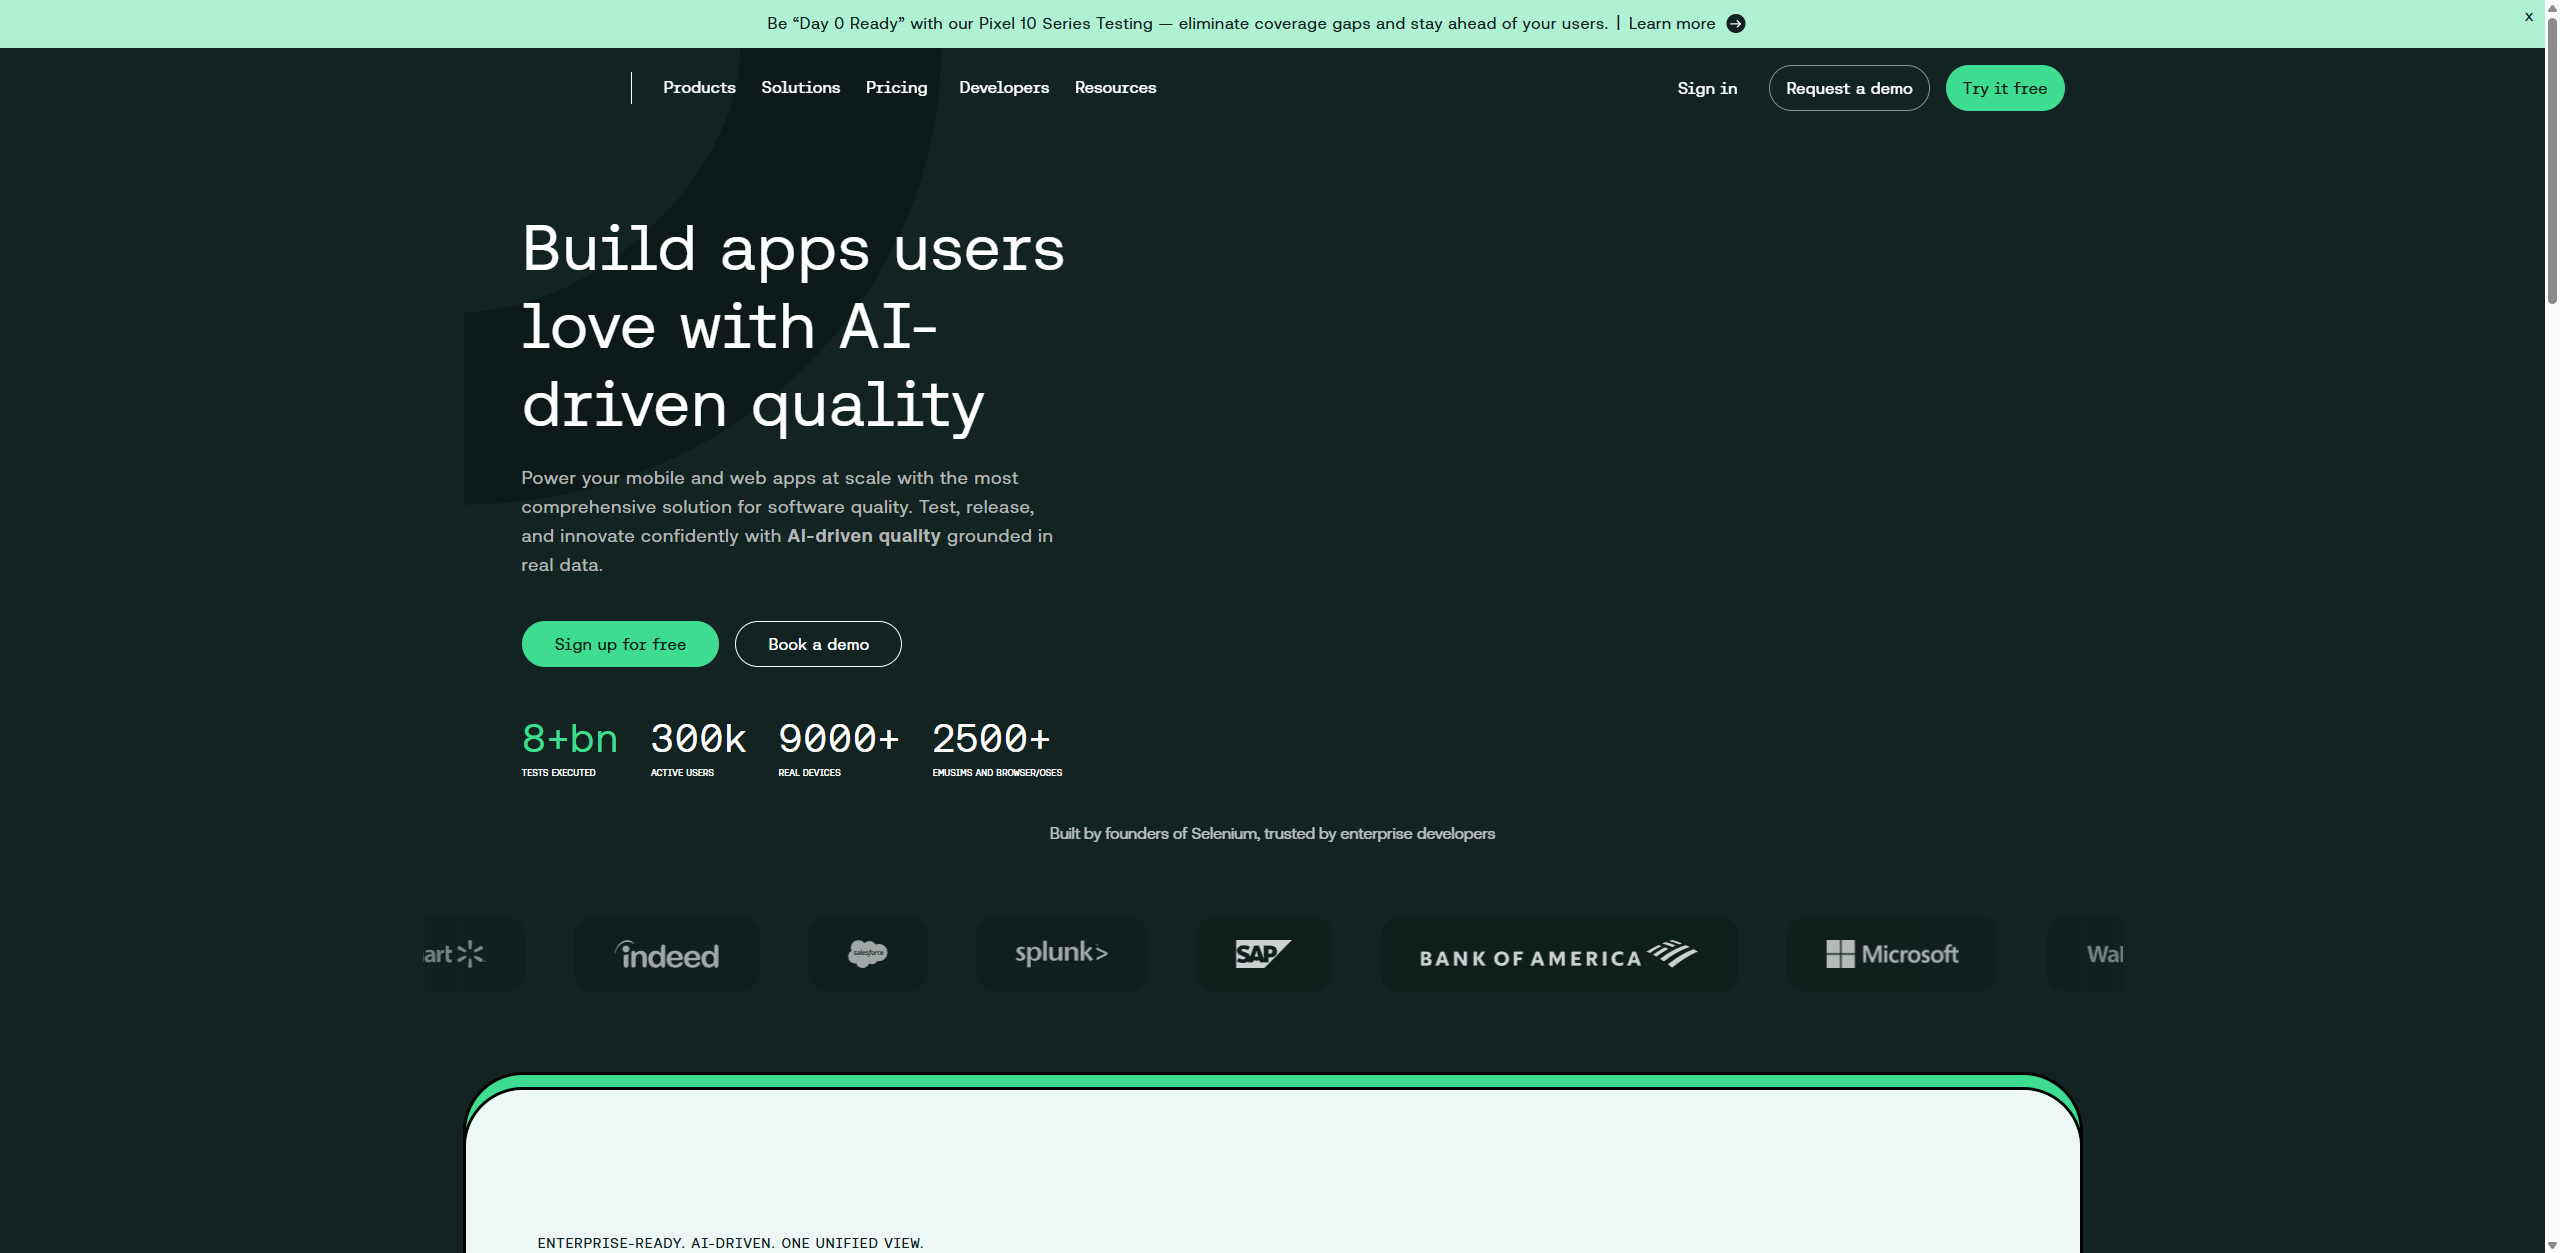 Be “Day 0 Ready” with our Pixel 10 Series Testing — eliminate coverage gaps and stay ahead of your users. | Learn more
x
Products Solutions Pricing Developers Resources
Sign in Request a demo Try it free
Build apps users
love with AI-
driven quality
Power your mobile and web apps at scale with the most
comprehensive solution for software quality. Test, release,
and innovate confidently with AI-driven quality grounded in
real data.
Sign up for free Book a demo
8+bn 300k 9000+ 2500+
TESTS EXECUTED ACTIVE USERS REAL DEVICES EMUSIMS AND BROWSER/OSES
Built by founders of Selenium, trusted by enterprise developers
art indeed salesforce splunk> SAP BANK OF AMERICA Microsoft Wal
ENTERPRISE-READY. AI-DRIVEN. ONE UNIFIED VIEW.